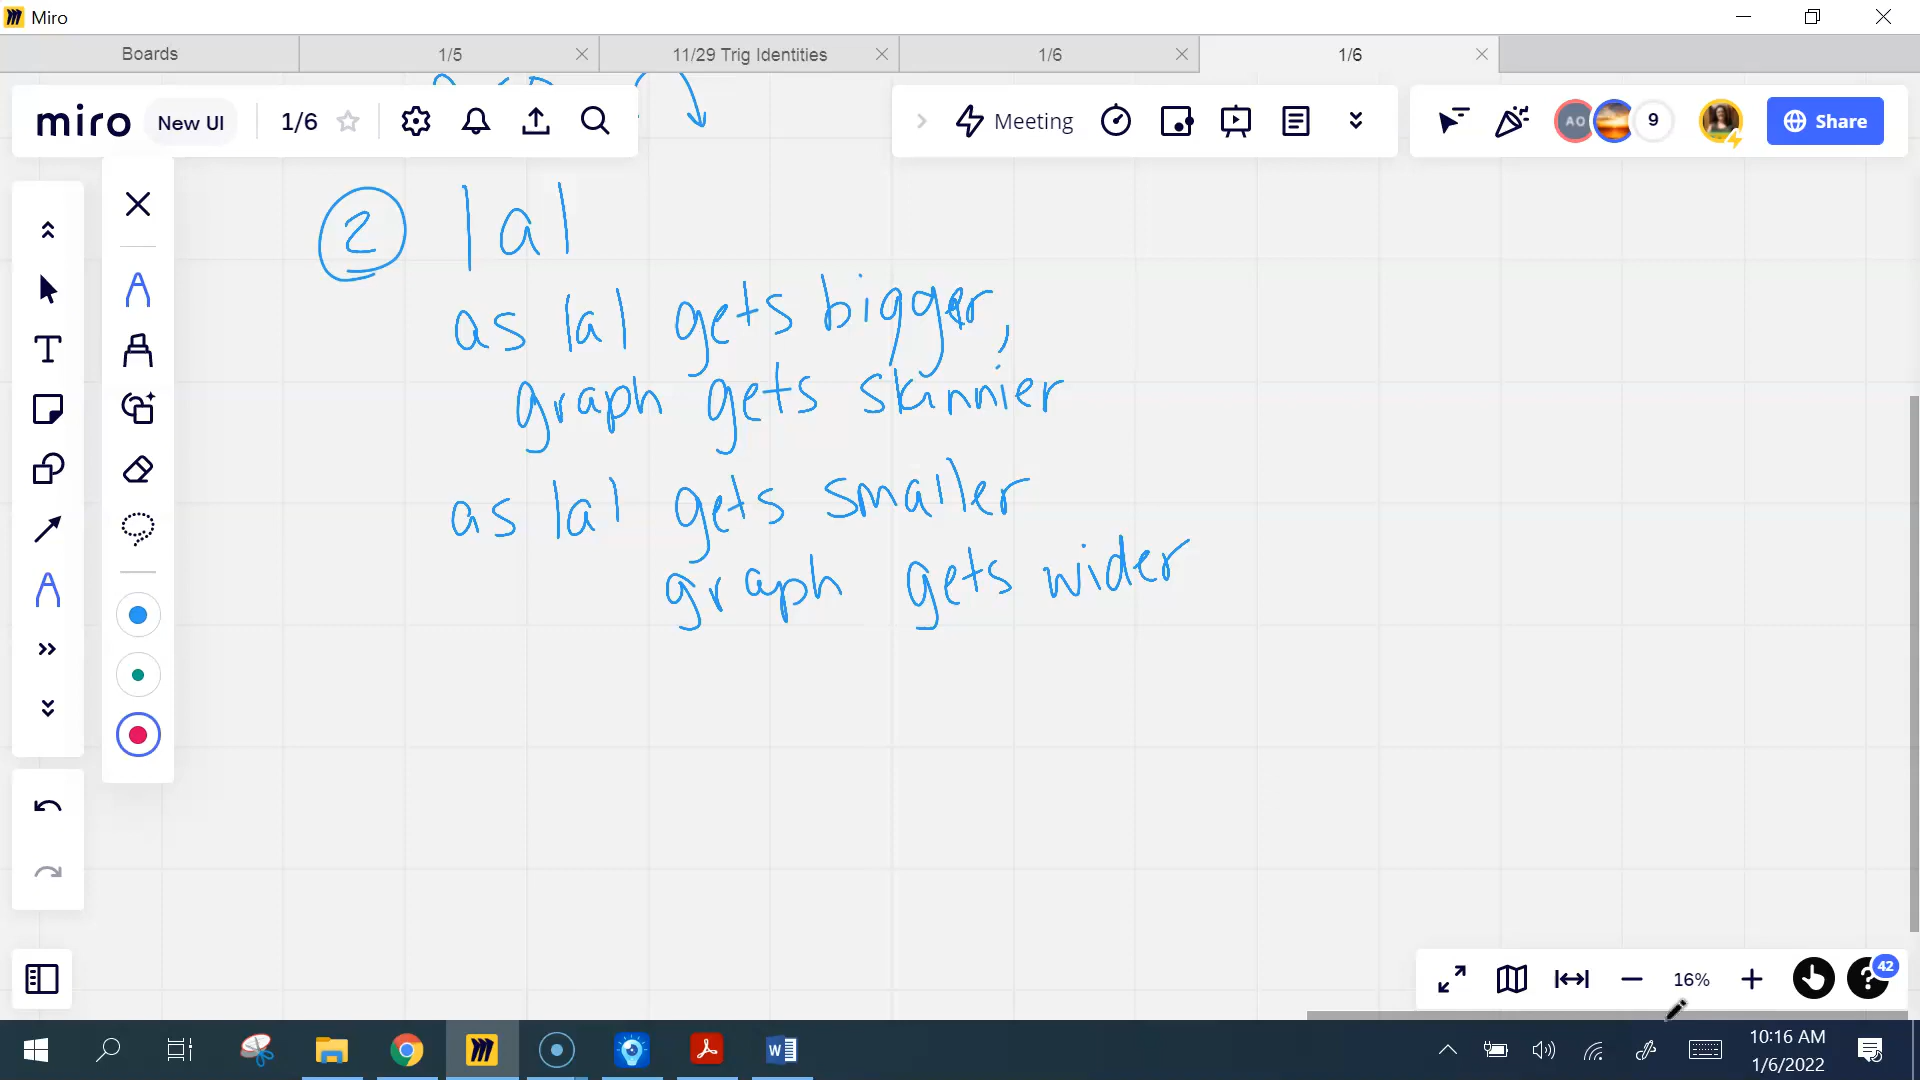 Miro
Boards
1/5
11/29 Trig Identities
1/6
1/6
miro
New UI
1/6
Meeting
AO
9
Share
2
|a|
as |a| gets bigger,
graph gets skinnier
as |a| gets smaller
graph gets wider
16%
42
10:16 AM
1/6/2022